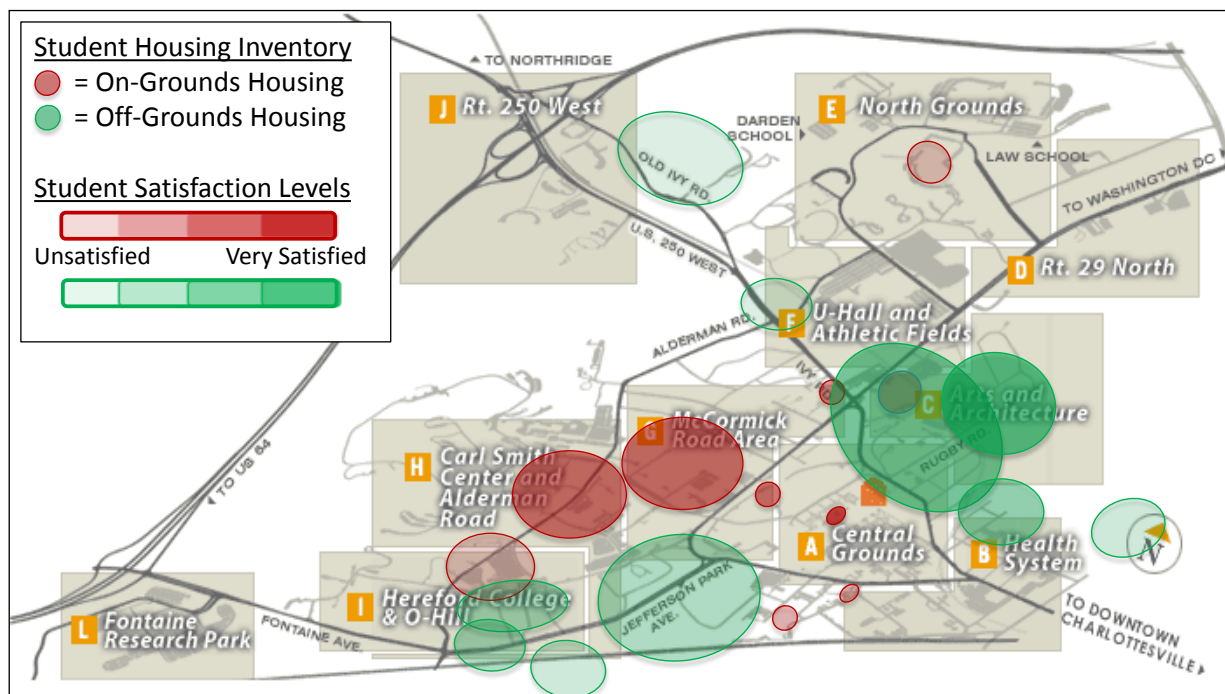 Student Housing Inventory
= On-Grounds Housing
= Off-Grounds Housing
Student Satisfaction Levels
Unsatisfied Very Satisfied
TO NORTHRIDGE
J Rt. 250 West
OLD IVY RD.
U.S. 250 WEST
DARDEN
SCHOOL
E North Grounds
LAW SCHOOL
TO WASHINGTON DC
D Rt. 29 North
F U-Hall and
Athletic Fields
ALDERMAN RD.
IVY RD.
C Arts and
Architecture
RUGBY RD.
G McCormick
Road Area
H Carl Smith
Center and
Alderman
Road
TO US 64
A Central
Grounds
B Health
System
N
I Hereford College
& O-Hill
JEFFERSON PARK
AVE.
L Fontaine
Research Park
FONTAINE AVE.
TO DOWNTOWN
CHARLOTTESVILLE